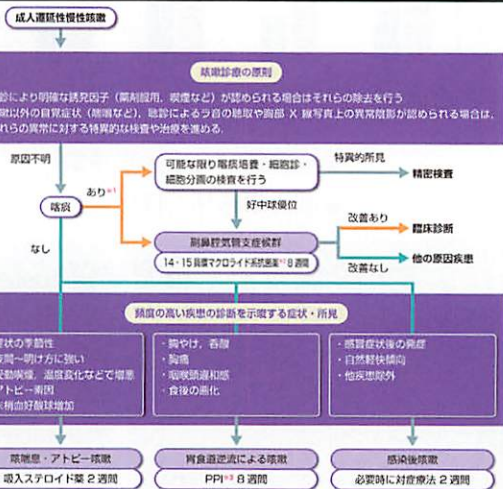 成人遷延性慢性咳嗽
咳嗽診療の原則
診により明確な誘発因子(薬剤服用、喫煙など)が認められる場合はそれらの除去を行う
嗽以外の自覚症状(喘鳴など)、聴診によるラ音の聴取や胸部 X 線写真上の異常陰影が認められる場合は、
れらの異常に対する特異的な検査や治療を進める.
原因不明
あり*1
喀痰
なし
可能な限り喀痰培養・細胞診・
細胞分画の検査を行う
特異的所見
精密検査
好中球優位
副鼻腔気管支症候群
14・15員環マクロライド系抗菌薬*2 8週間
改善あり
臨床診断
改善なし
他の原因疾患
頻度の高い疾患の診断を示唆する症状・所見
症状の季節性
夜間〜明け方に強い
受動喫煙、温度変化などで増悪
アトピー素因
末梢血好酸球増加
・胸やけ、呑酸
・胸痛
・咽喉頭違和感
・食後の悪化
・感冒症状後の発症
・自然軽快傾向
・他疾患除外
咳喘息・アトピー咳嗽
吸入ステロイド薬 2 週間
胃食道逆流による咳嗽
PPI*3 8 週間
感染後咳嗽
必要時に対症療法 2 週間